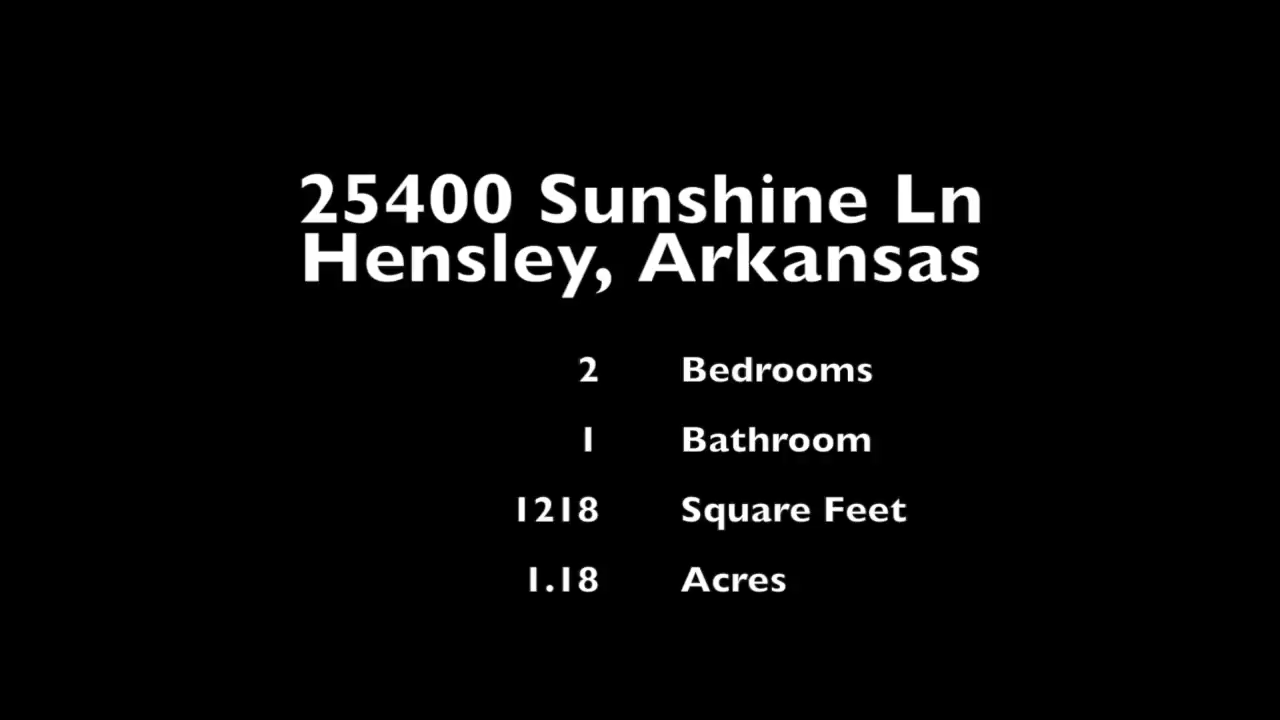 25400 Sunshine Ln
Hensley, Arkansas
2 Bedrooms
1 Bathroom
1218 Square Feet
1.18 Acres